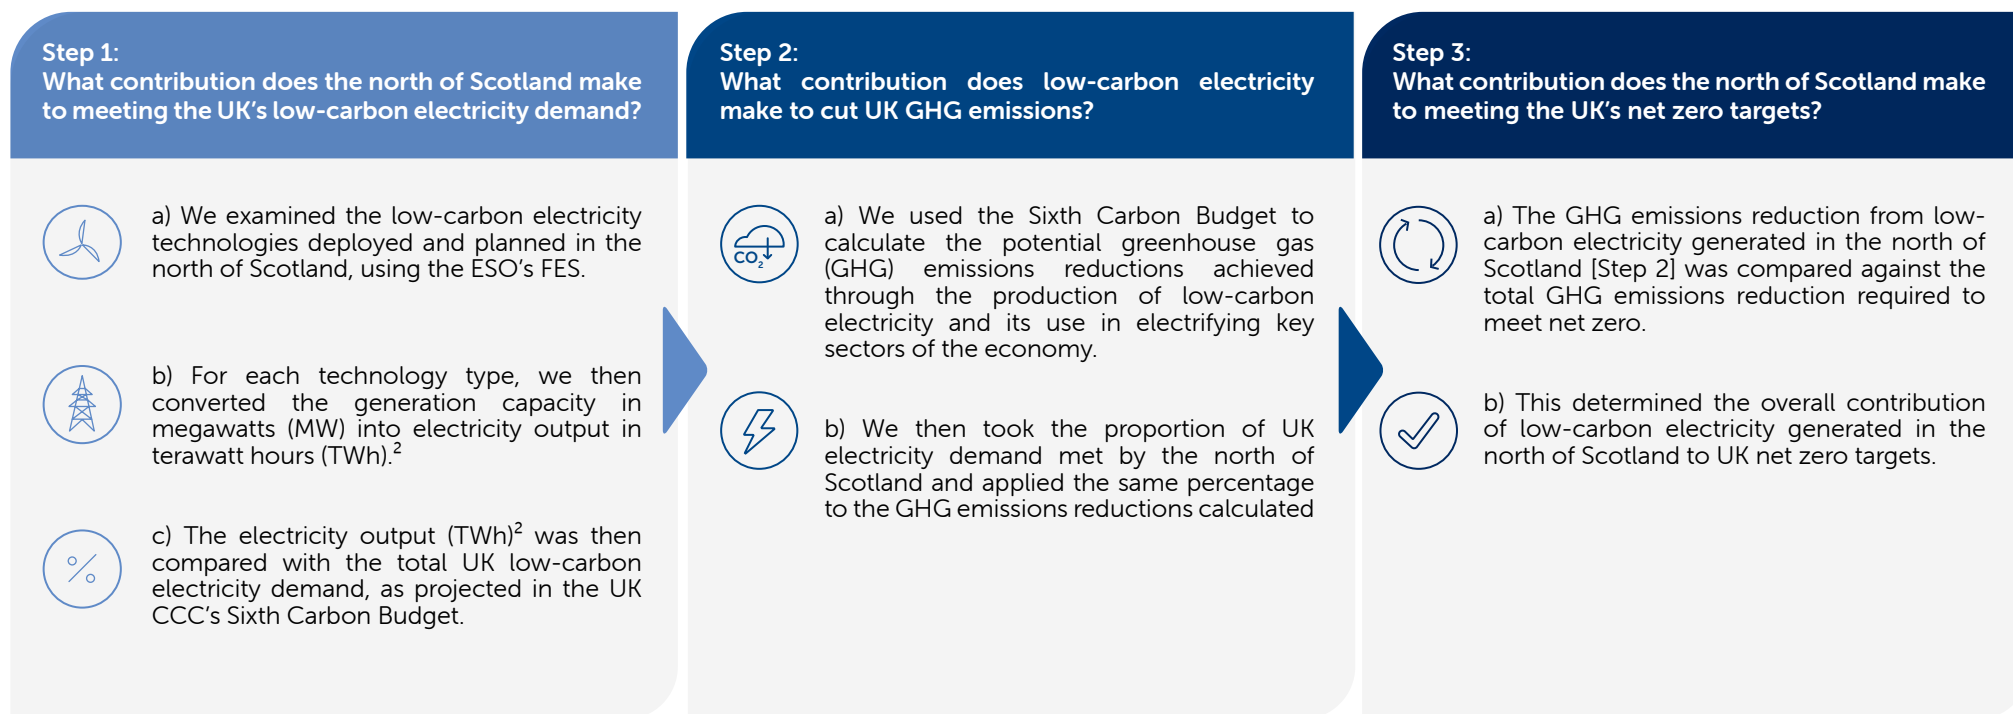 Step 1:
What contribution does the north of Scotland make
to meeting the UK's low-carbon electricity demand?
a) We examined the low-carbon electricity
technologies deployed and planned in the
north of Scotland, using the ESO's FES.
b) For each technology type, we then
converted the generation capacity in
megawatts (MW) into electricity output in
terawatt hours (TWh).²
c) The electricity output (TWh)² was then
compared with the total UK low-carbon
electricity demand, as projected in the UK
CCC's Sixth Carbon Budget.
Step 2:
What contribution does low-carbon electricity
make to cut UK GHG emissions?
CO₂
a) We used the Sixth Carbon Budget to
calculate the potential greenhouse gas
(GHG) emissions reductions achieved
through the production of low-carbon
electricity and its use in electrifying key
sectors of the economy.
b) We then took the proportion of UK
electricity demand met by the north of
Scotland and applied the same percentage
to the GHG emissions reductions calculated
Step 3:
What contribution does the north of Scotland make
to meeting the UK's net zero targets?
a) The GHG emissions reduction from low-
carbon electricity generated in the north of
Scotland [Step 2] was compared against the
total GHG emissions reduction required to
meet net zero.
b) This determined the overall contribution
of low-carbon electricity generated in the
north of Scotland to UK net zero targets.